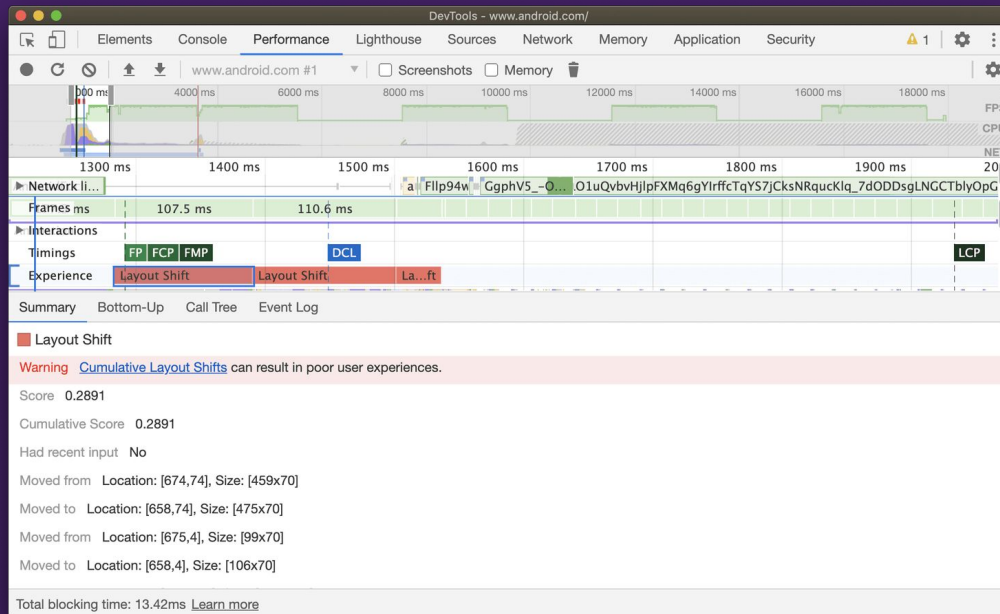 DevTools - www.android.com/
Elements Console Performance Lighthouse Sources Network Memory Application Security 1
www.android.com #1 Screenshots Memory
000 ms 4000 ms 6000 ms 8000 ms 10000 ms 12000 ms 14000 ms 16000 ms 18000 ms
FPS
CPU
NET
1300 ms 1400 ms 1500 ms 1600 ms 1700 ms 1800 ms 1900 ms 20
Network li... a FlIp94w GgphV5_-O...
Frames ms 107.5 ms 110.6 ms
Interactions
Timings FP FCP FMP DCL LCP
Experience Layout Shift Layout Shift La...ft
Summary Bottom-Up Call Tree Event Log
Layout Shift
Warning Cumulative Layout Shifts can result in poor user experiences.
Score 0.2891
Cumulative Score 0.2891
Had recent input No
Moved from Location: [674,74], Size: [459x70]
Moved to Location: [658,74], Size: [475x70]
Moved from Location: [675,4], Size: [99x70]
Moved to Location: [658,4], Size: [106x70]
Total blocking time: 13.42ms Learn more